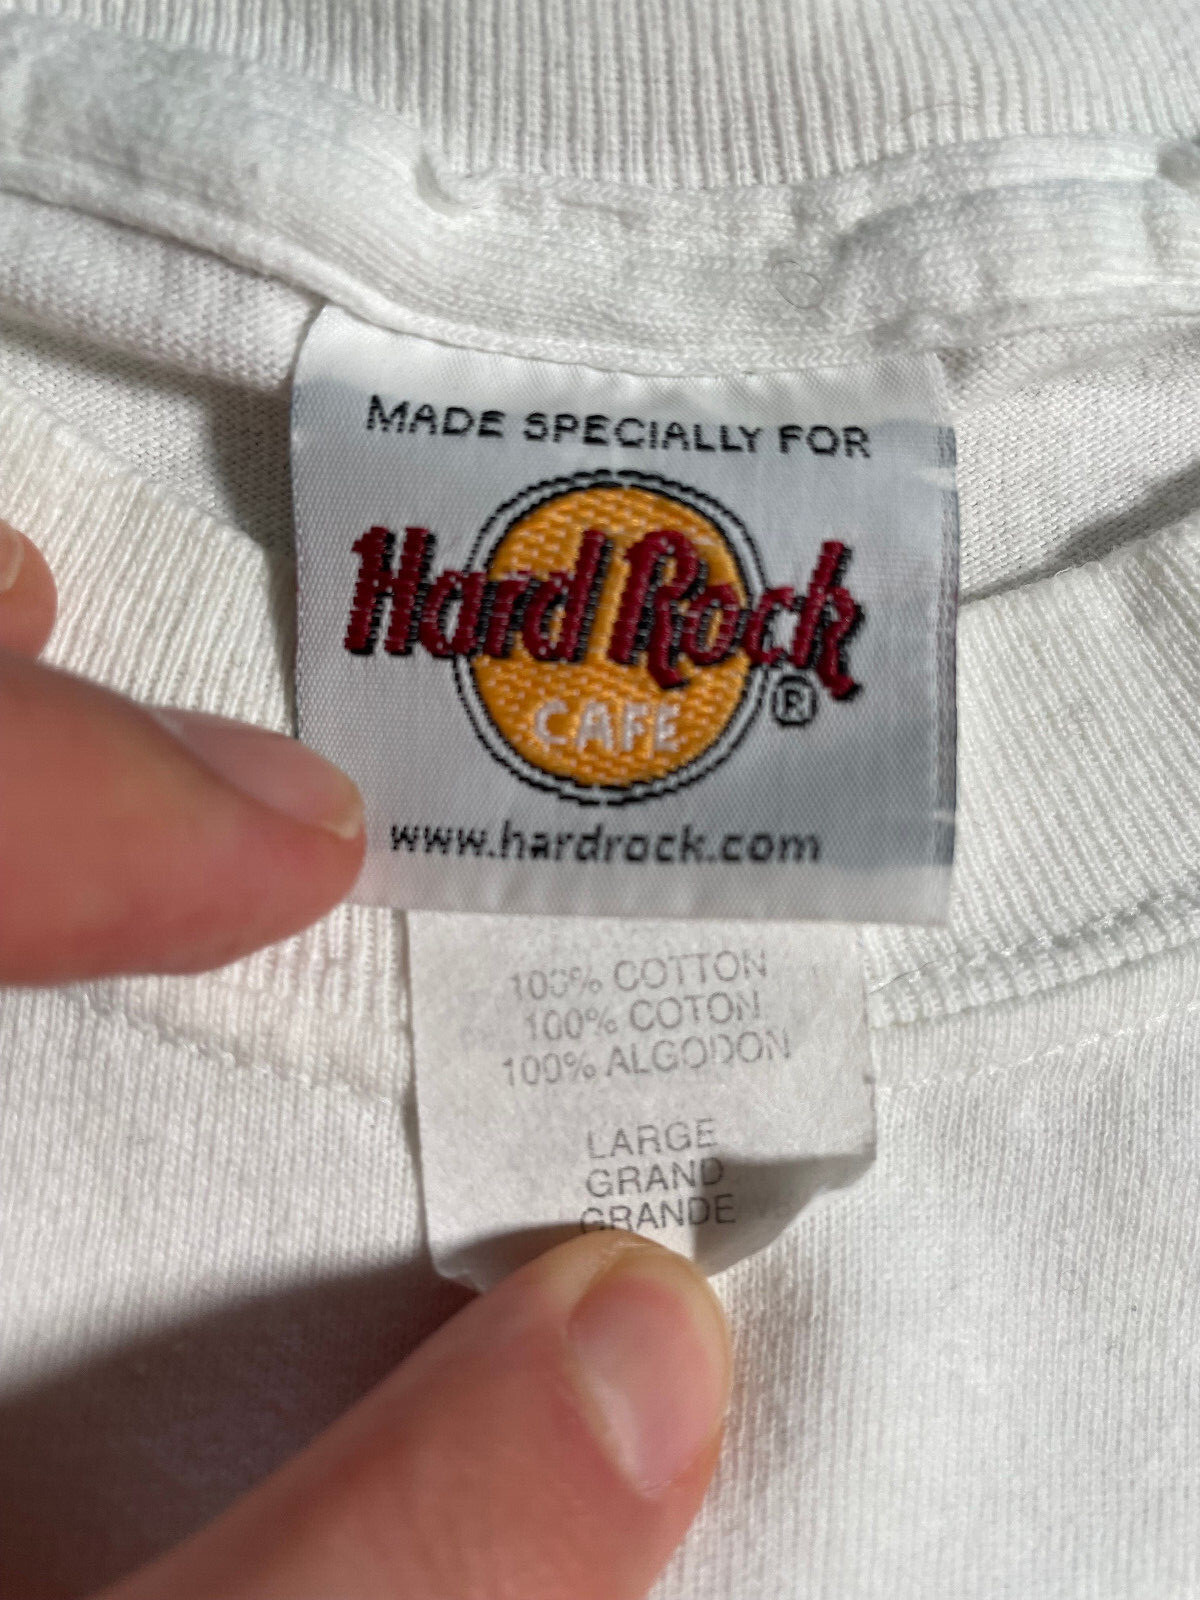 MADE SPECIALLY FOR
Hard Rock
CAFE
®
www.hardrock.com
100% COTTON
100% COTON
100% ALGODON
LARGE
GRAND
GRANDE